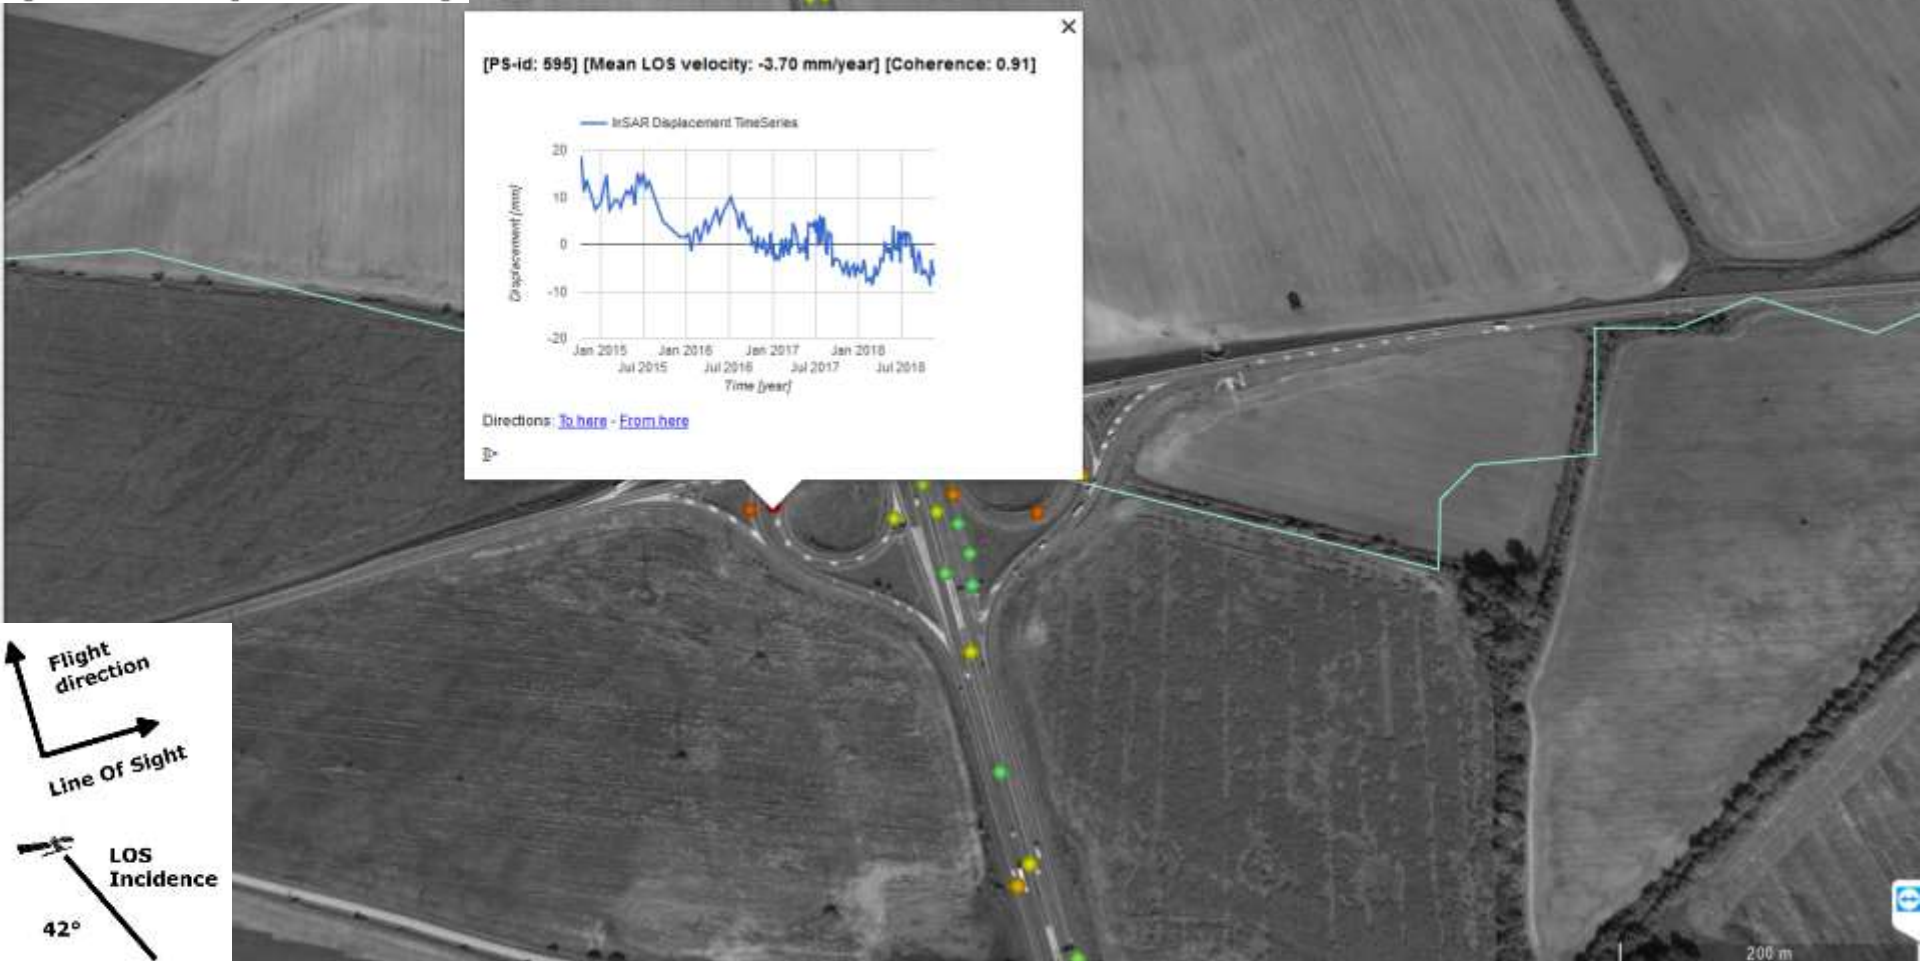 [PS-id: 595] [Mean LOS velocity: -3.70 mm/year] [Coherence: 0.91]
InSAR Displacement TimeSeries
Displacement [mm]
20
10
0
-10
-20
Jan 2015
Jan 2016
Jan 2017
Jan 2018
Jul 2015
Jul 2016
Jul 2017
Jul 2018
Time [year]
Directions: To here - From here
Flight
direction
Line Of Sight
LOS
Incidence
42°
200 m